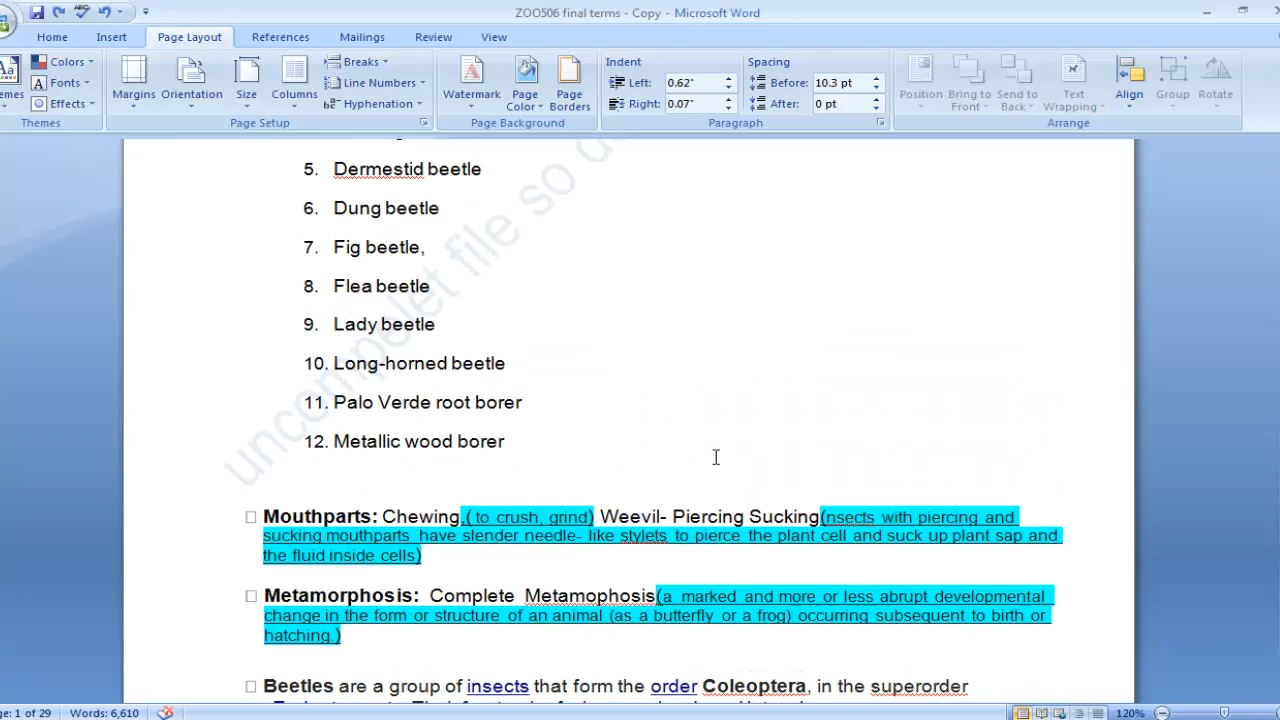 ZOO506 final terms - Copy - Microsoft Word
Home Insert Page Layout References Mailings Review View
Colors Breaks Indent Spacing
Fonts Line Numbers Left: 0.62" Before: 10.3 pt
Effects Margins Orientation Size Columns Hyphenation Watermark Page Color Page Borders Right: 0.07" After: 0 pt Position Bring to Front Send to Back Text Wrapping Align Group Rotate
Themes Page Setup Page Background Paragraph Arrange
uncompelet file so
5. Dermestid beetle
6. Dung beetle
7. Fig beetle,
8. Flea beetle
9. Lady beetle
10. Long-horned beetle
11. Palo Verde root borer
12. Metallic wood borer
Mouthparts: Chewing,( to crush, grind) Weevil- Piercing Sucking(nsects with piercing and
sucking mouthparts have slender needle- like stylets to pierce the plant cell and suck up plant sap and
the fluid inside cells)
Metamorphosis: Complete Metamophosis(a marked and more or less abrupt developmental
change in the form or structure of an animal (as a butterfly or a frog) occurring subsequent to birth or
hatching.)
Beetles are a group of insects that form the order Coleoptera, in the superorder
ge: 1 of 29 Words: 6,610 120%